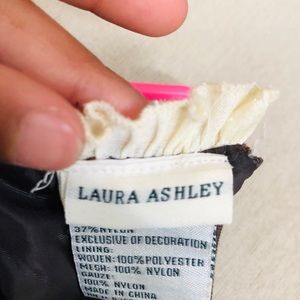 LAURA ASHLEY
37%NYLON
EXCLUSIVE OF DECORATION
LINING:
WOVEN: 100%POLYESTER
MESH: 100% NYLON
GAUZE:
100% NYLON
MADE IN CHINA